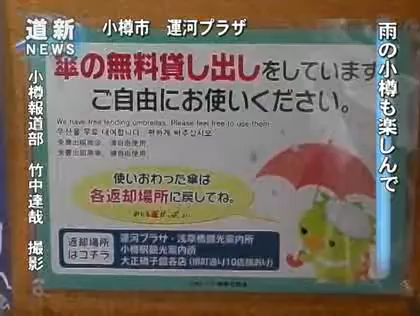 道新
NEWS
小樽市 運河プラザ
雨の小樽も楽しんで
小樽報道部 竹中達哉 撮影
傘の無料貸し出しをしています
ご自由にお使いください。
We have free lending umbrellas. Please feel free to use them.
使いおわった傘は
各返却場所に戻してね。
返却場所
はコチラ
運河プラザ・浅草橋観光案内所
小樽駅観光案内所
大正硝子館各店